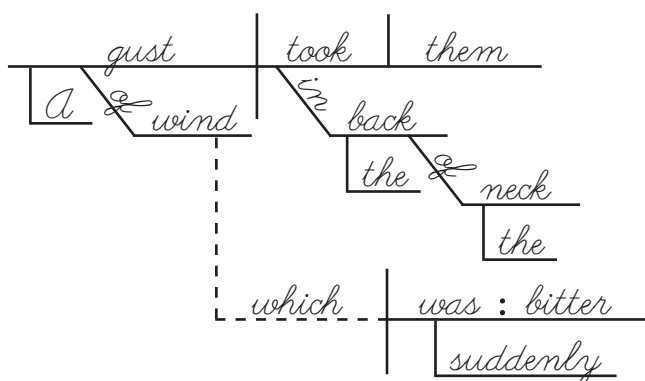 gust took them
A of wind in back
the of neck
the
which was : bitter
suddenly